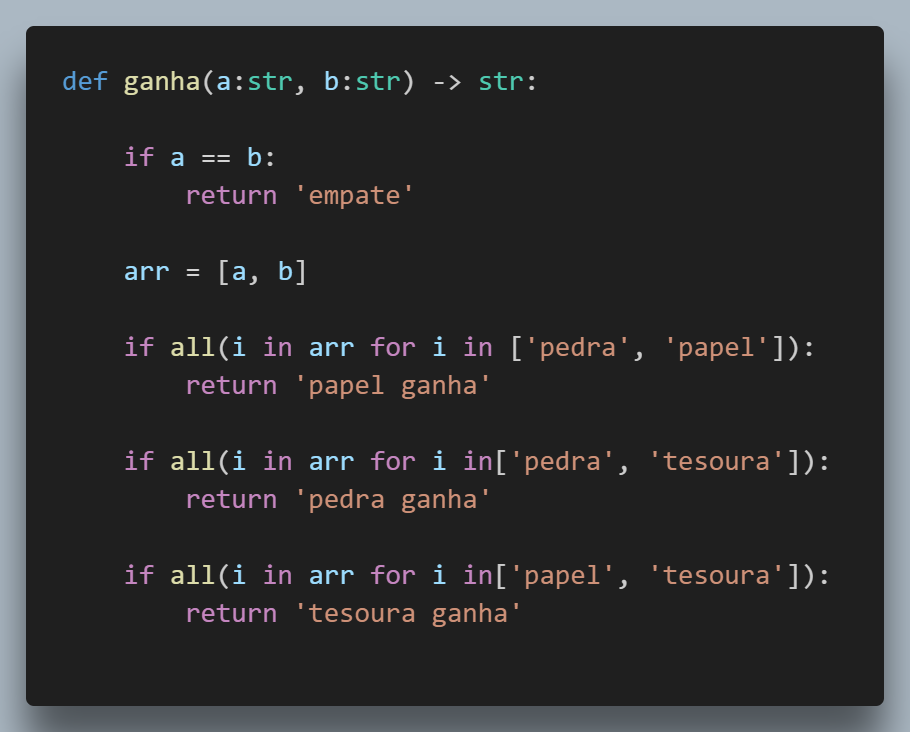 def ganha(a:str, b:str) -> str:
    if a == b:
        return 'empate'
    arr = [a, b]
    if all(i in arr for i in ['pedra', 'papel']):
        return 'papel ganha'
    if all(i in arr for i in['pedra', 'tesoura']):
        return 'pedra ganha'
    if all(i in arr for i in['papel', 'tesoura']):
        return 'tesoura ganha'